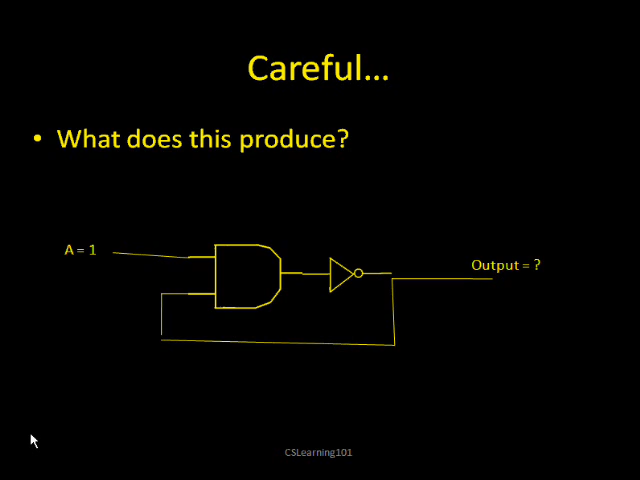 Careful...
• What does this produce?
A = 1
Output = ?
CSLearning101